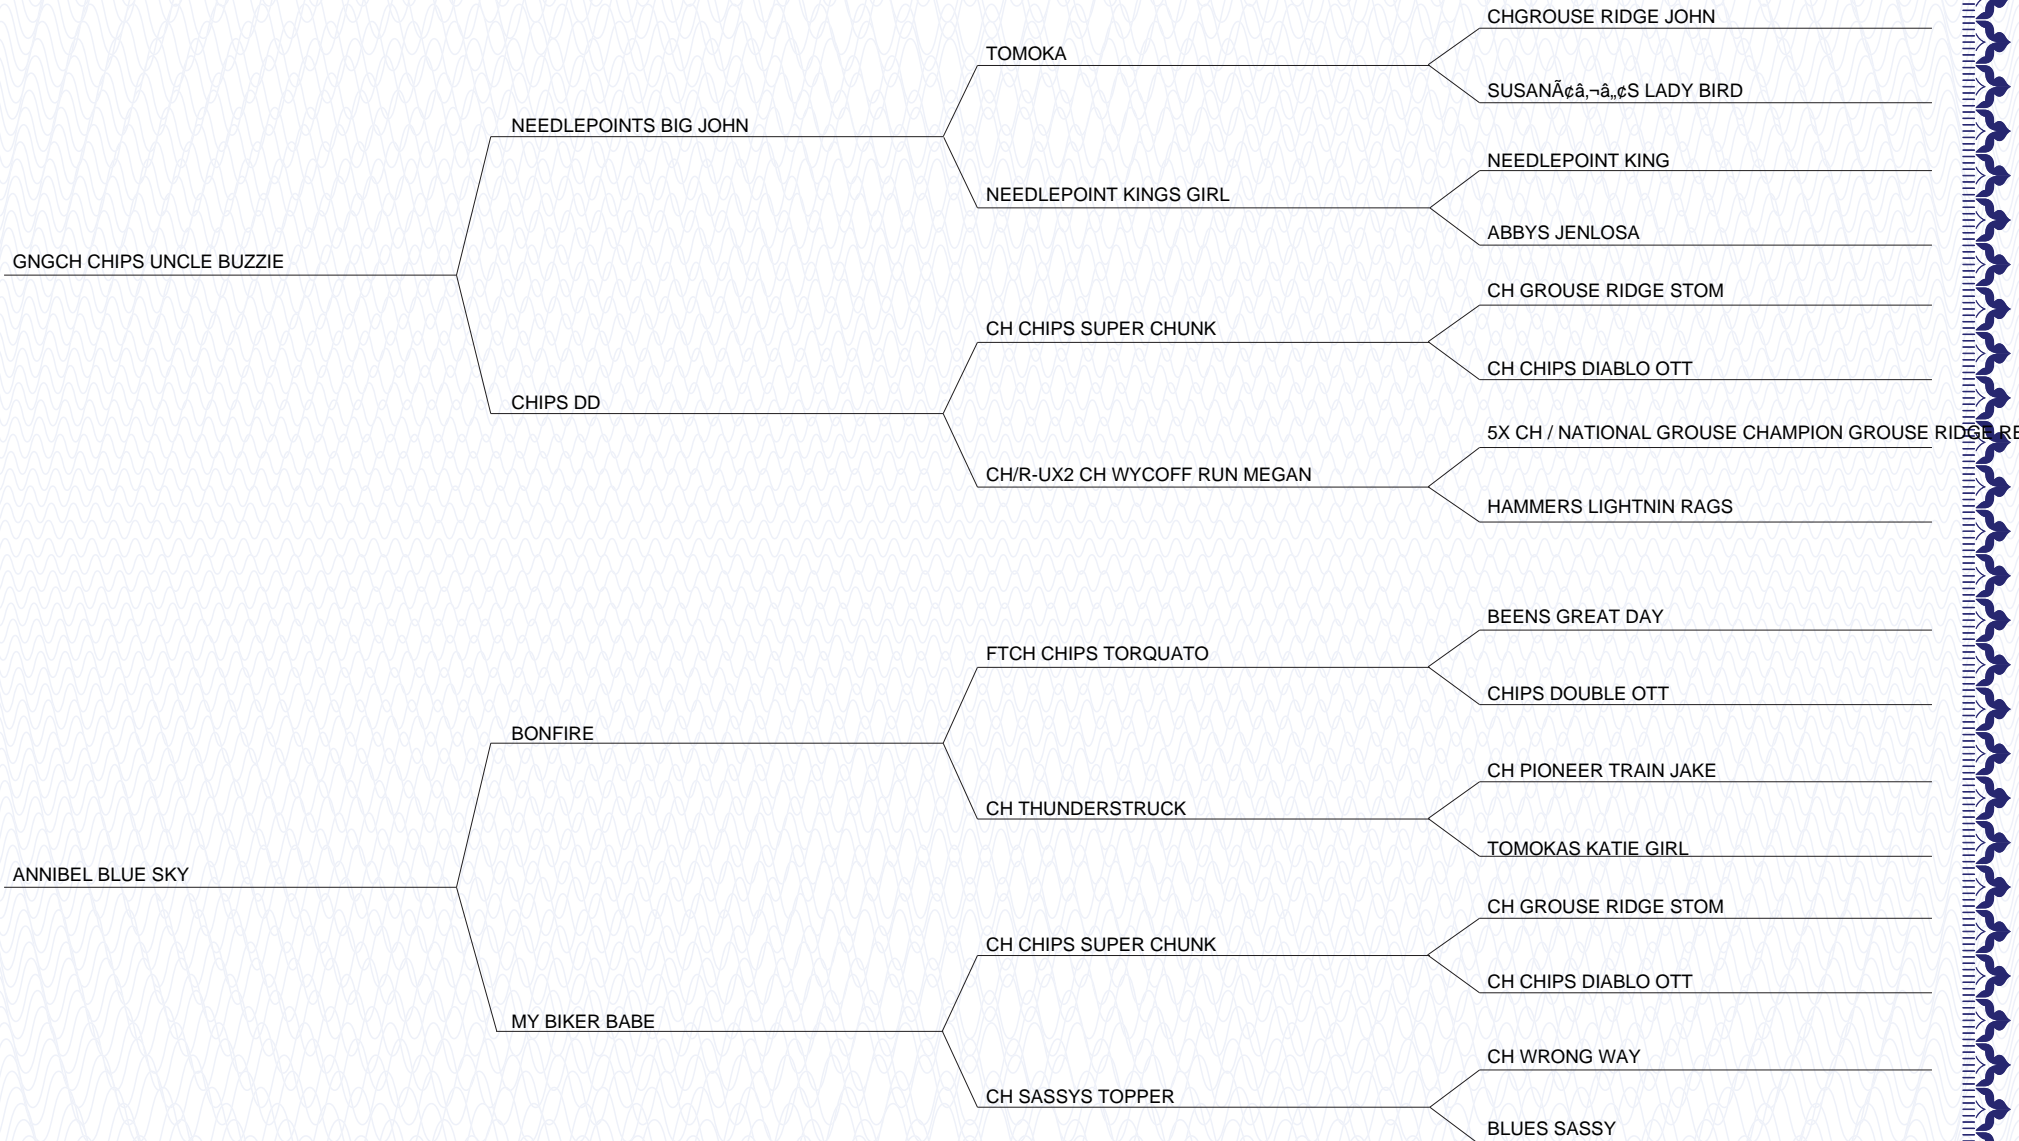 CHGROUSE RIDGE JOHN
TOMOKA
SUSANÃ¢â‚¬â„¢S LADY BIRD
NEEDLEPOINTS BIG JOHN
NEEDLEPOINT KING
NEEDLEPOINT KINGS GIRL
ABBYS JENLOSA
GNGCH CHIPS UNCLE BUZZIE
CH GROUSE RIDGE STOM
CH CHIPS SUPER CHUNK
CH CHIPS DIABLO OTT
CHIPS DD
5X CH / NATIONAL GROUSE CHAMPION GROUSE RIDGE RE
CH/R-UX2 CH WYCOFF RUN MEGAN
HAMMERS LIGHTNIN RAGS
BEENS GREAT DAY
FTCH CHIPS TORQUATO
CHIPS DOUBLE OTT
BONFIRE
CH PIONEER TRAIN JAKE
CH THUNDERSTRUCK
TOMOKAS KATIE GIRL
ANNIBEL BLUE SKY
CH GROUSE RIDGE STOM
CH CHIPS SUPER CHUNK
CH CHIPS DIABLO OTT
MY BIKER BABE
CH WRONG WAY
CH SASSYS TOPPER
BLUES SASSY